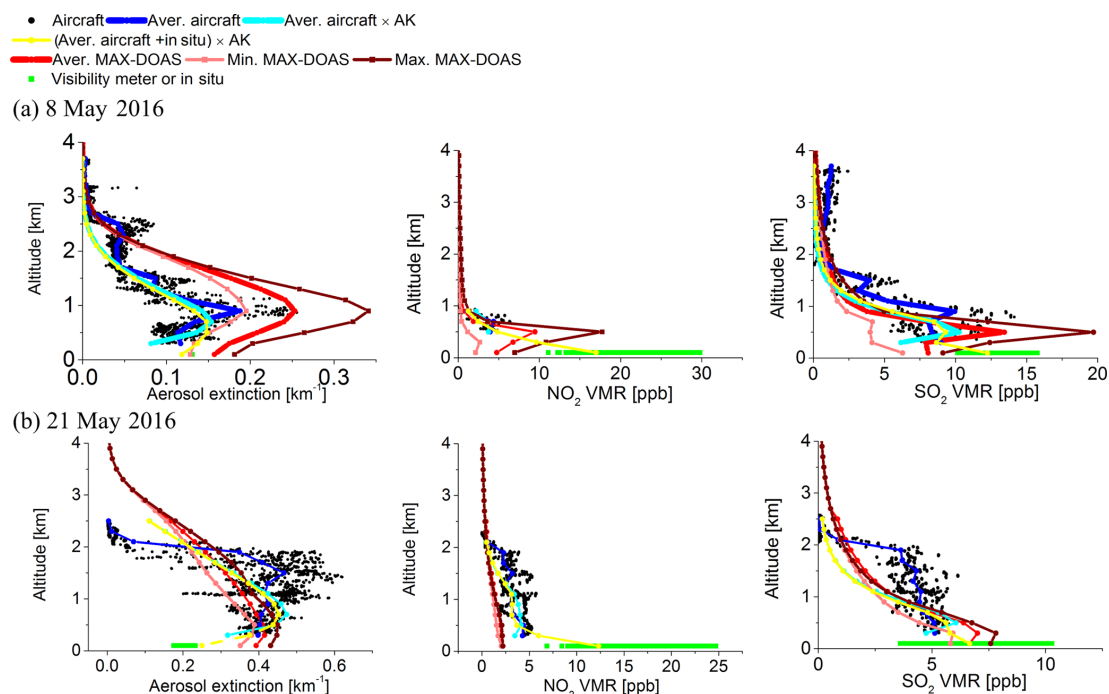 Aircraft Aver. aircraft Aver. aircraft × AK
(Aver. aircraft +in situ) × AK
Aver. MAX-DOAS Min. MAX-DOAS Max. MAX-DOAS
Visibility meter or in situ
(a) 8 May 2016
Altitude [km]
4
3
2
1
0
0.0 0.1 0.2 0.3
Aerosol extinction [km-1]
Altitude [km]
4
3
2
1
0
0 10 20 30
NO2 VMR [ppb]
Altitude [km]
4
3
2
1
0
0 5 10 15 20
SO2 VMR [ppb]
(b) 21 May 2016
Altitude [km]
4
3
2
1
0
0.0 0.2 0.4 0.6
Aerosol extinction [km-1]
Altitude [km]
4
3
2
1
0
0 5 10 15 20 25
NO2 VMR [ppb]
Altitude [km]
4
3
2
1
0
0 5 10
SO2 VMR [ppb]